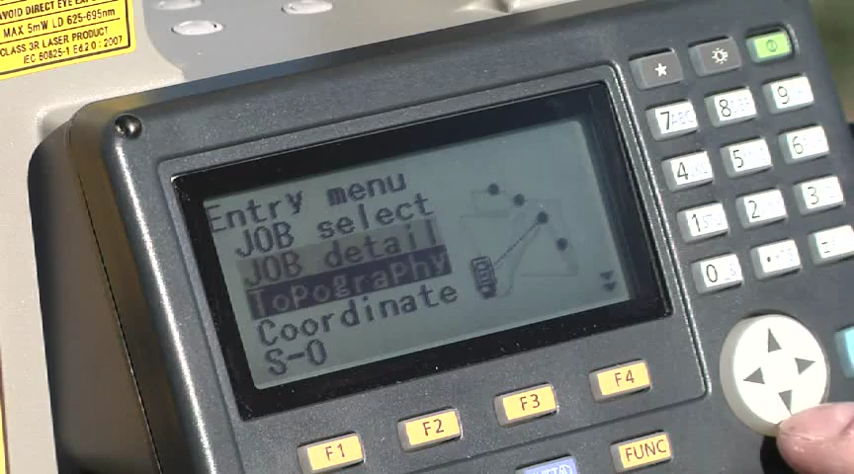 AVOID DIRECT EYE
MAX 5mW LD 625-695nm
CLASS 3R LASER PRODUCT
IEC 60825-1 Ed.2.0 : 2007
Entry menu
JOB select
JOB detail
Topography
Coordinate
S-O
7 8 9
4 5 6
1 2 3
0
F1 F2 F3 F4
FUNC